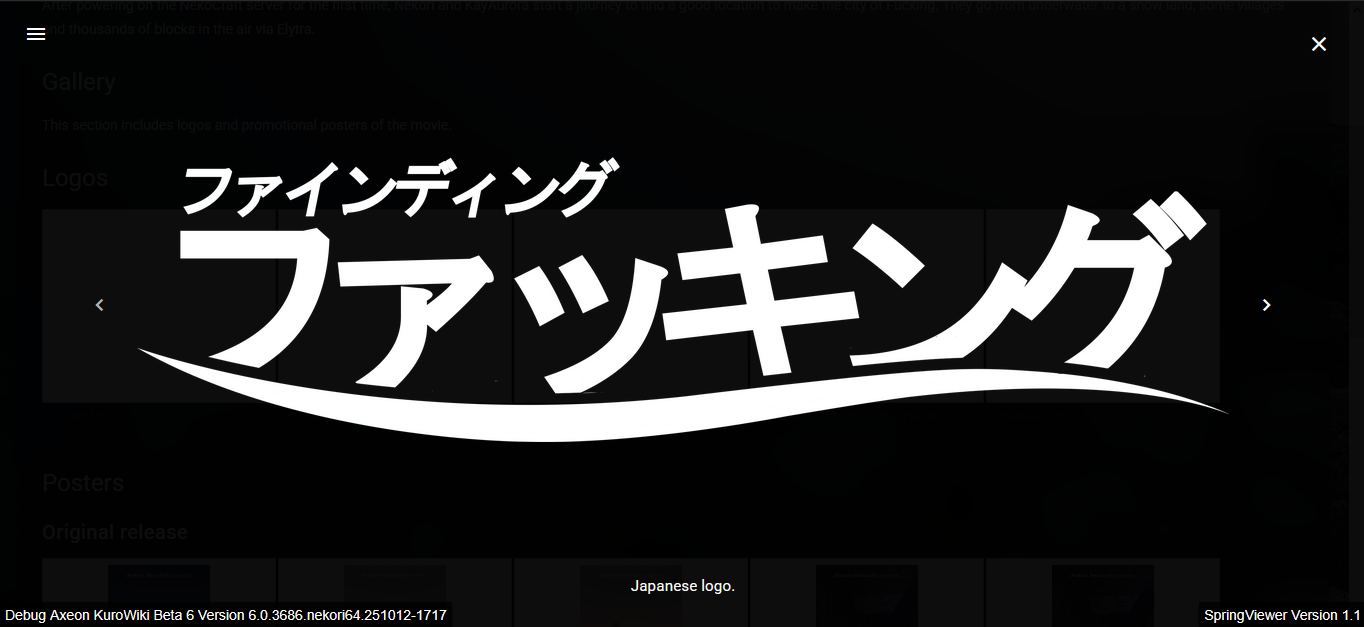 After powering on the NekoCraft server for the first time, Nekori and KayAurora start a journey to find a good location to make the city of Fucking. They go from underwater to a snow land, some villages
and thousands of blocks in the air via Elytra.
Gallery
This section includes logos and promotional posters of the movie.
Logos
ファインディング
ファッキング
Posters
Original release
Japanese logo.
Debug Axeon KuroWiki Beta 6 Version 6.0.3686.nekori64.251012-1717
SpringViewer Version 1.1